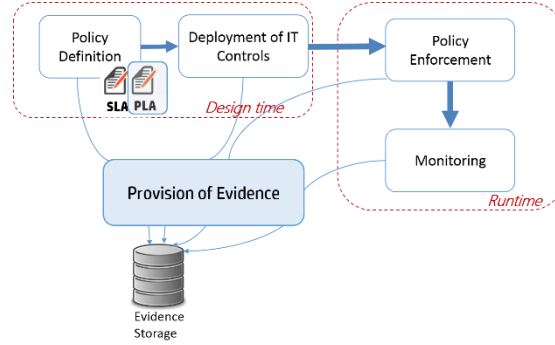 Policy
Definition
Deployment of IT
Controls
Policy
Enforcement
SLA
PLA
Design time
Monitoring
Provision of Evidence
Runtime
Evidence
Storage